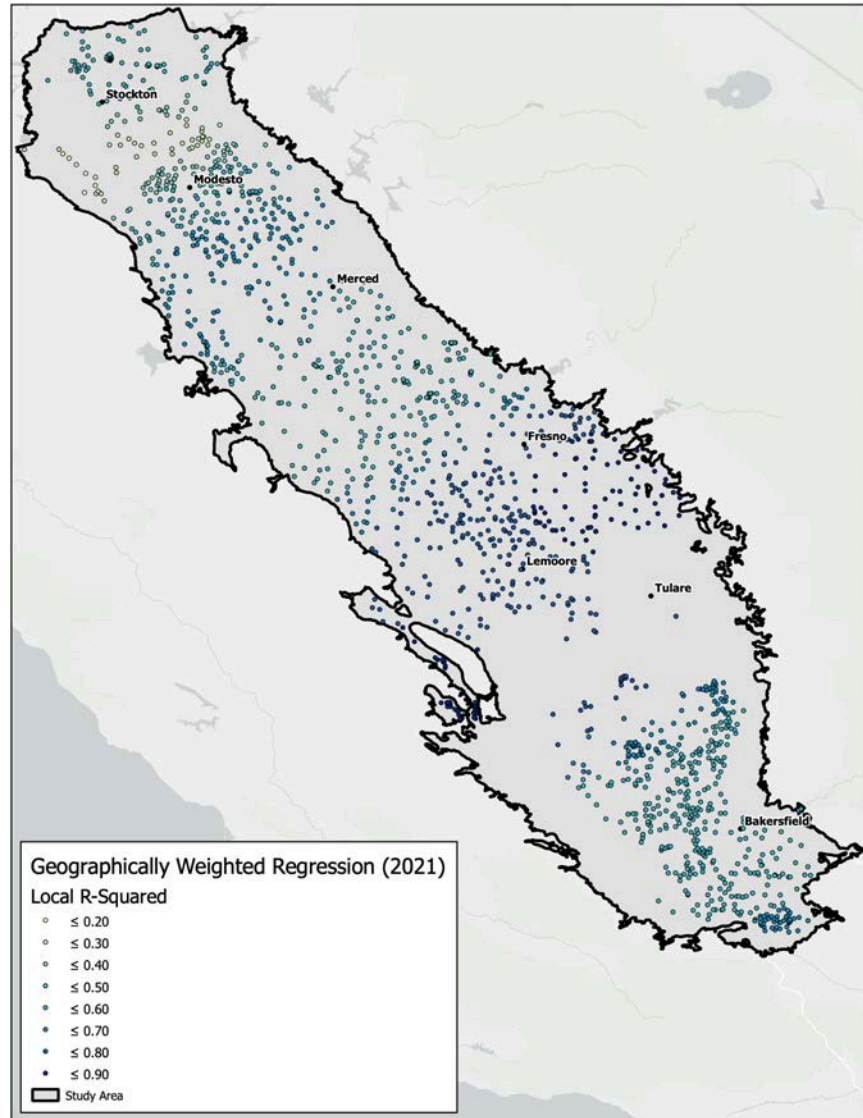 Stockton
Modesto
Merced
Fresno
Lemoore
Tulare
Bakersfield
Geographically Weighted Regression (2021)
Local R-Squared
≤ 0.20
≤ 0.30
≤ 0.40
≤ 0.50
≤ 0.60
≤ 0.70
≤ 0.80
≤ 0.90
Study Area